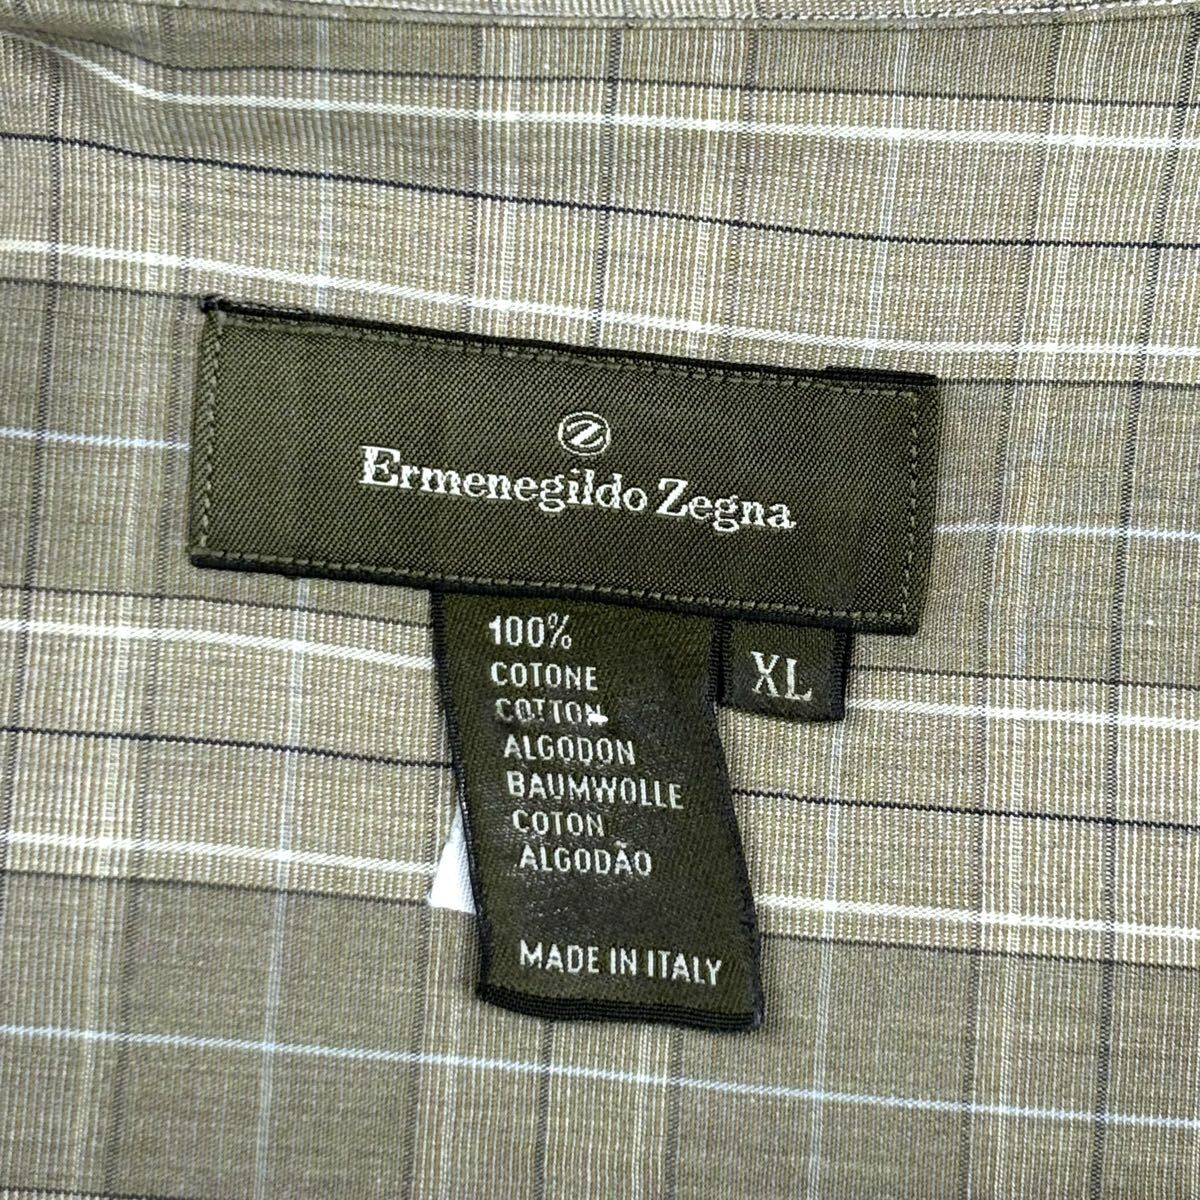 Z
Ermenegildo Zegna
100%
COTONE
COTTON
ALGODON
BAUMWOLLE
COTON
ALGODÃO
MADE IN ITALY
XL